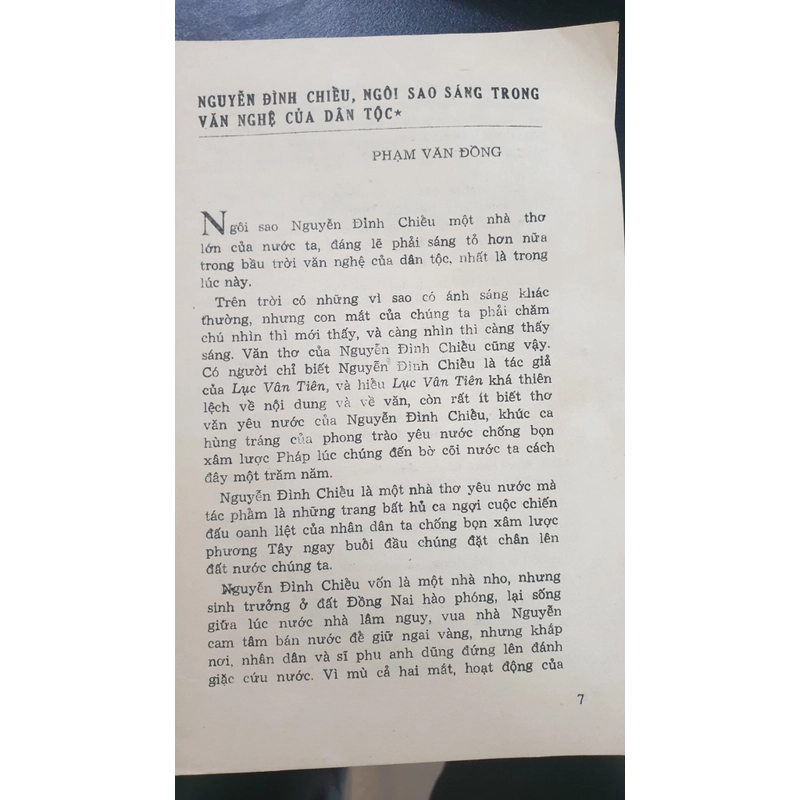 NGUYỄN ĐÌNH CHIỀU, NGÔI SAO SÁNG TRONG
VĂN NGHỆ CỦA DÂN TỘC*
PHẠM VĂN ĐỒNG
Ngôi sao Nguyễn Đình Chiều một nhà thơ
lớn của nước ta, đáng lẽ phải sáng tỏ hơn nữa
trong bầu trời văn nghệ của dân tộc, nhất là trong
lúc này.
Trên trời có những vì sao có ánh sáng khác
thường, nhưng con mắt của chúng ta phải chăm
chú nhìn thì mới thấy, và càng nhìn thì càng thấy
sáng. Văn thơ của Nguyễn Đình Chiều cũng vậy.
Có người chỉ biết Nguyễn Đình Chiều là tác giả
của Lục Vân Tiên, và hiều Lục Vân Tiên khá thiên
lệch về nội dung và về văn, còn rất ít biết thơ
văn yêu nước của Nguyễn Đình Chiều, khúc ca
hùng tráng của phong trào yêu nước chống bọn
xâm lược Pháp lúc chúng đến bờ cõi nước ta cách
đây một trăm năm.
Nguyễn Đình Chiều là một nhà thơ yêu nước mà
tác phầm là những trang bất hủ ca ngợi cuộc chiến
đấu oanh liệt của nhân dân ta chống bọn xâm lược
phương Tây ngay buồi đầu chúng đặt chân lên
đất nước chúng ta.
Nguyễn Đình Chiều vốn là một nhà nho, nhưng
sinh trưởng ở đất Đồng Nai hào phóng, lại sống
giữa lúc nước nhà lâm nguy, vua nhà Nguyễn
cam tâm bán nước đề giữ ngai vàng, nhưng khắp
nơi, nhân dân và sĩ phu anh dũng đứng lên đánh
giặc cứu nước. Vì mù cả hai mắt, hoạt động của
7